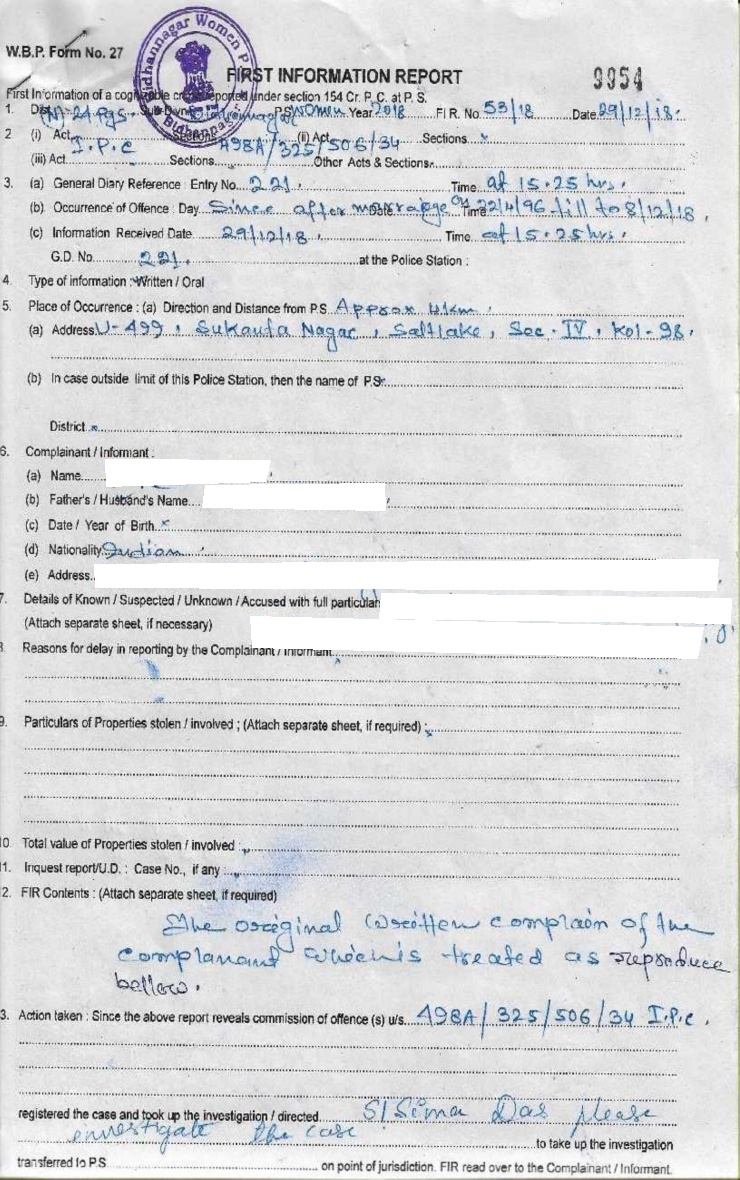 Bidhannagar Women P
Bidhannagar
W.B.P. Form No. 27
FIRST INFORMATION REPORT
9954
First Information of a cognizable crime reported under section 154 Cr. P. C. at P. S.
1. Dist. (N) 24 Pgs. Sub-Divn. Bidhannagar P.S. Women Year 2018 F I R. No. 53/18 Date 29/12/18.
2 (i) Act I.P.C Sections 498A/325/506/34 (ii) Act Sections x
(iii) Act Sections Other Acts & Sections
3. (a) General Diary Reference : Entry No. 221. Time at 15.25 hrs.
(b) Occurrence of Offence : Day Since after marrage Date on Time 22/4/96 till to 8/12/18,
(c) Information Received Date 29/12/18. Time at 15.25 hrs.
G.D. No. 221. at the Police Station :
4. Type of information : Written / Oral
5. Place of Occurrence : (a) Direction and Distance from P.S. Approx 4 km.
(a) Address U-499, Sukanta Nagar, Saltlake, Sec-IV, Kol-98.
(b) In case outside limit of this Police Station, then the name of P.S.
District x
6. Complainant / Informant :
(a) Name
(b) Father's / Husband's Name
(c) Date / Year of Birth x
(d) Nationality Indian.
(e) Address
7. Details of Known / Suspected / Unknown / Accused with full particular
(Attach separate sheet, if necessary)
Reasons for delay in reporting by the Complainant / Informant
9. Particulars of Properties stolen / involved ; (Attach separate sheet, if required) :
10. Total value of Properties stolen / involved :
1. Inquest report/U.D. : Case No., if any :
2. FIR Contents : (Attach separate sheet, if required)
The original written complain of the
complanant which is treated as reproduce
bellow.
3. Action taken : Since the above report reveals commission of offence (s) u/s. 498A/325/506/34 I.P.C.
registered the case and took up the investigation / directed. S/Sima Das please
envestigate the case to take up the investigation
transferred to P.S. on point of jurisdiction. FIR read over to the Complainant / Informant.